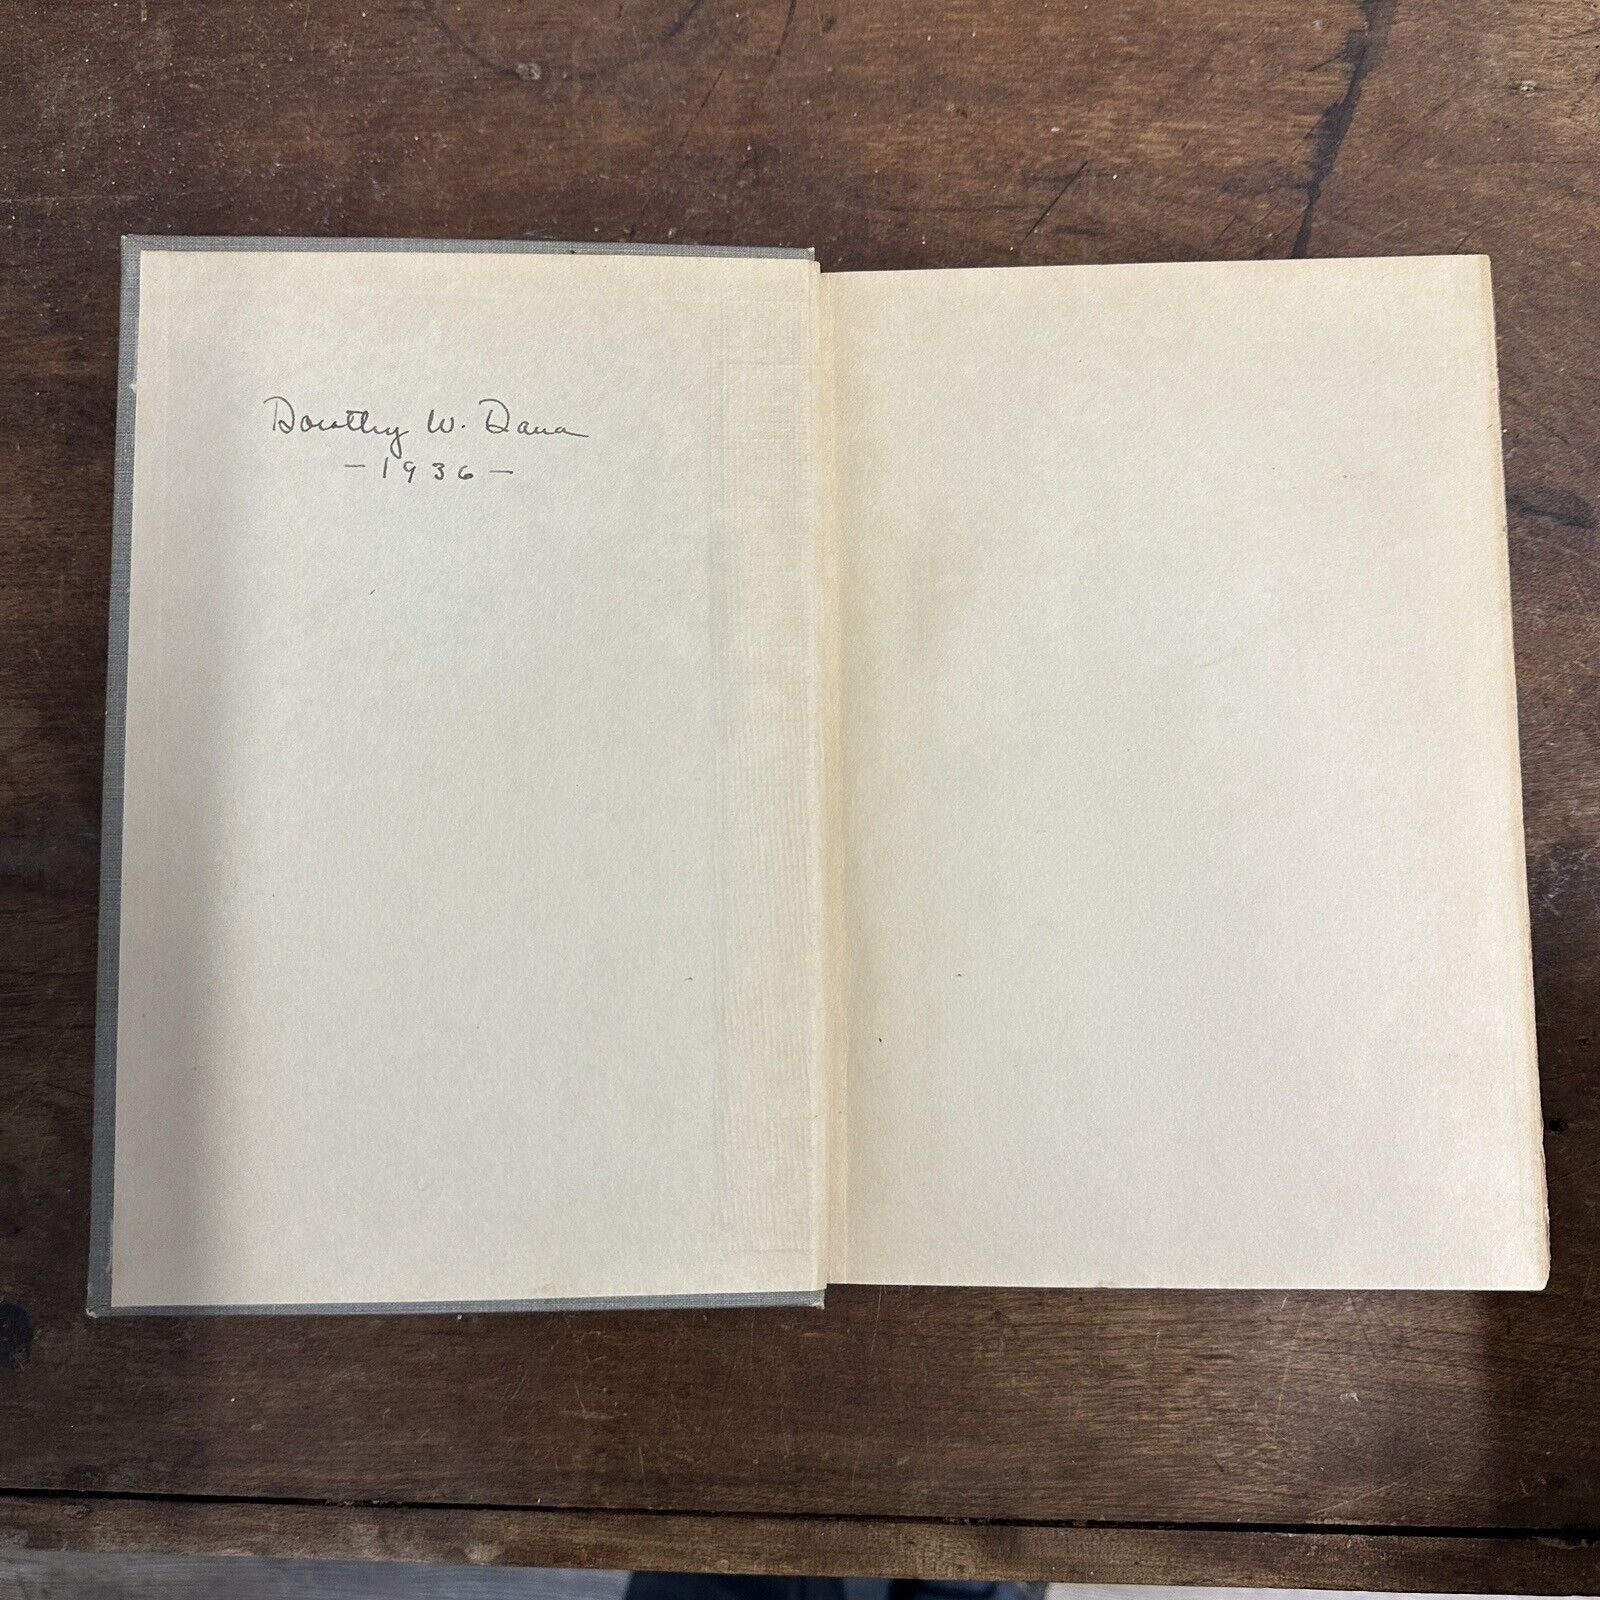 Dorothy W. Dana
- 1936 -